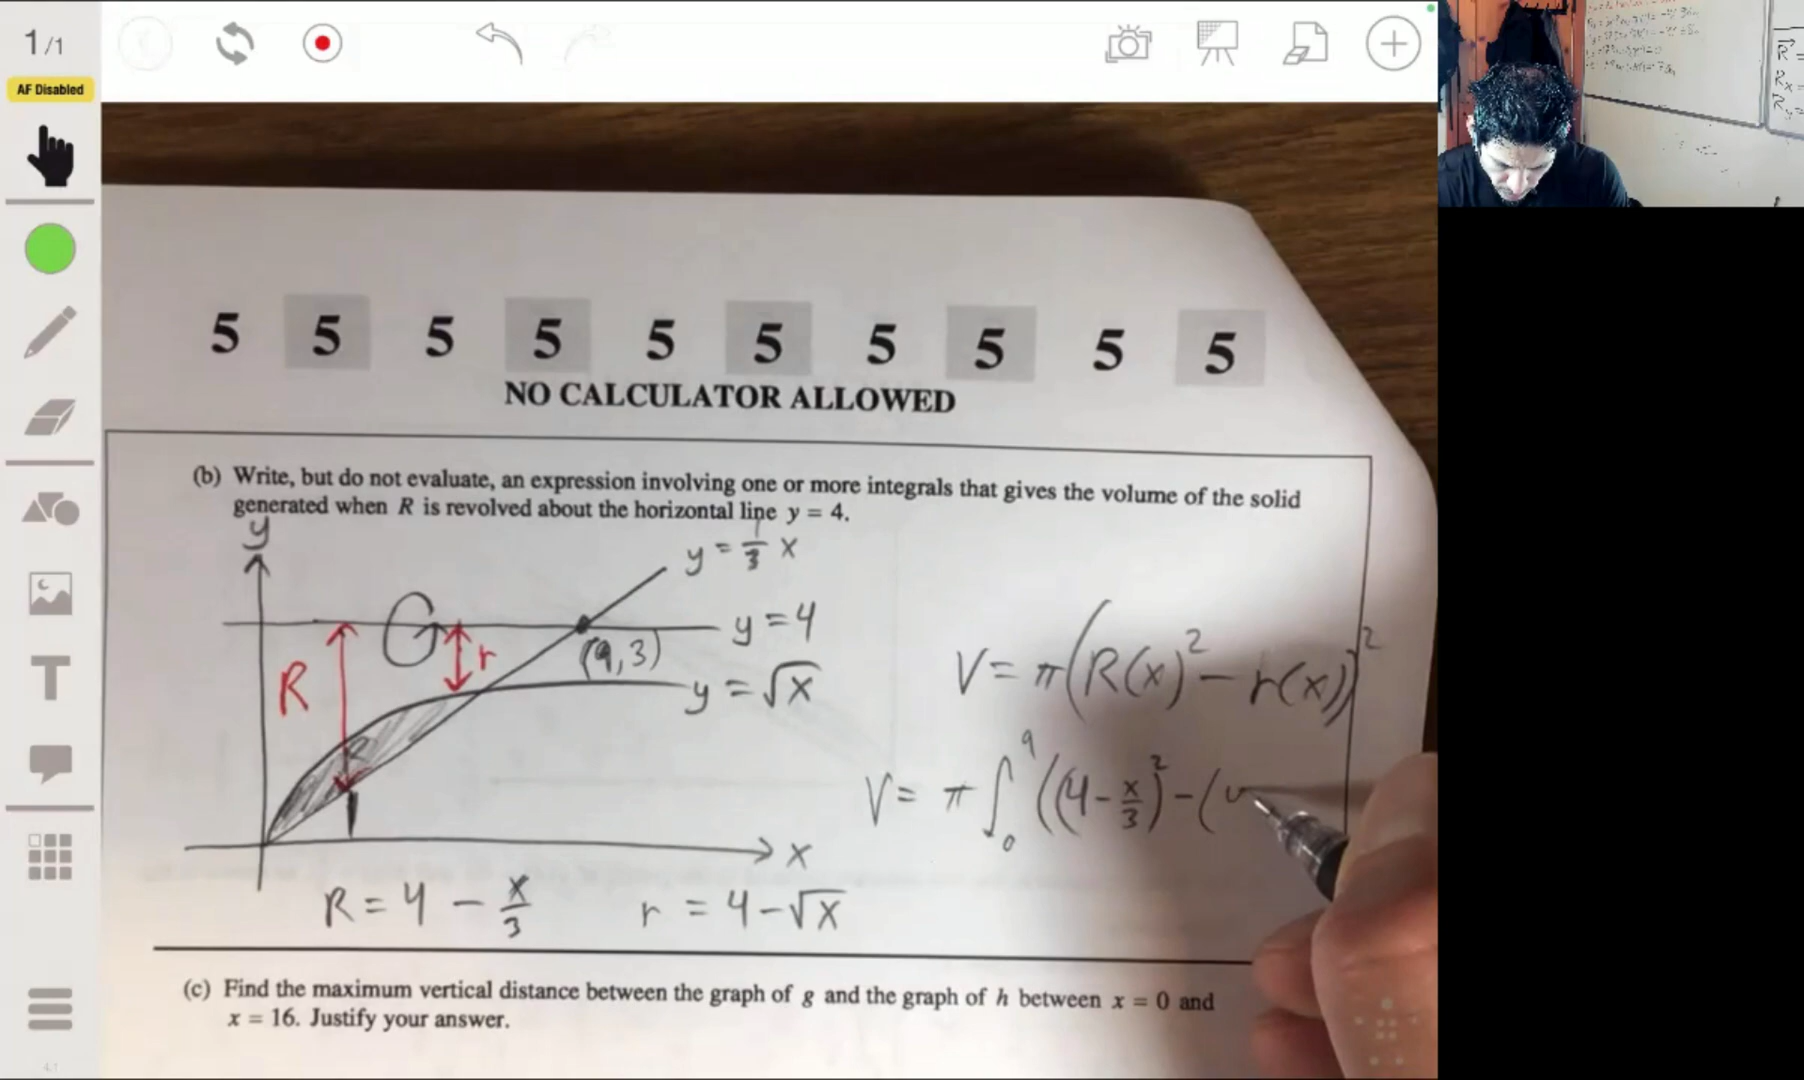 1/1
AF Disabled
5 5 5 5 5 5 5 5 5 5
NO CALCULATOR ALLOWED
(b) Write, but do not evaluate, an expression involving one or more integrals that gives the volume of the solid
generated when R is revolved about the horizontal line y = 4.
y
y = 1/3 x
y = 4
(9,3)
y = √x
R
r
R
x
R = 4 - x/3
r = 4-√x
V = π(R(x)² - r(x))²
V = π ∫₀⁹ ((4 - x/3)² - (
(c) Find the maximum vertical distance between the graph of g and the graph of h between x = 0 and
x = 16. Justify your answer.
T
4.1